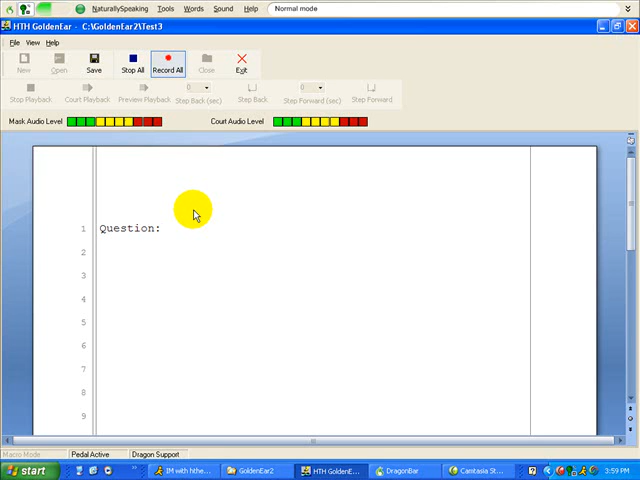 NaturallySpeaking Tools Words Sound Help Normal mode
HTH GoldenEar - C:\GoldenEar2\Test3
File View Help
New Open Save Stop All Record All Close Exit
0 0
Stop Playback Court Playback Preview Playback Step Back (sec) Step Back Step Forward (sec) Step Forward
Mask Audio Level Court Audio Level
1 Question:
2
3
4
5
6
7
8
9
Macro Mode Pedal Active Dragon Support
start IM with hthe... GoldenEar2 HTH GoldenE... DragonBar Camtasia St... 3:59 PM